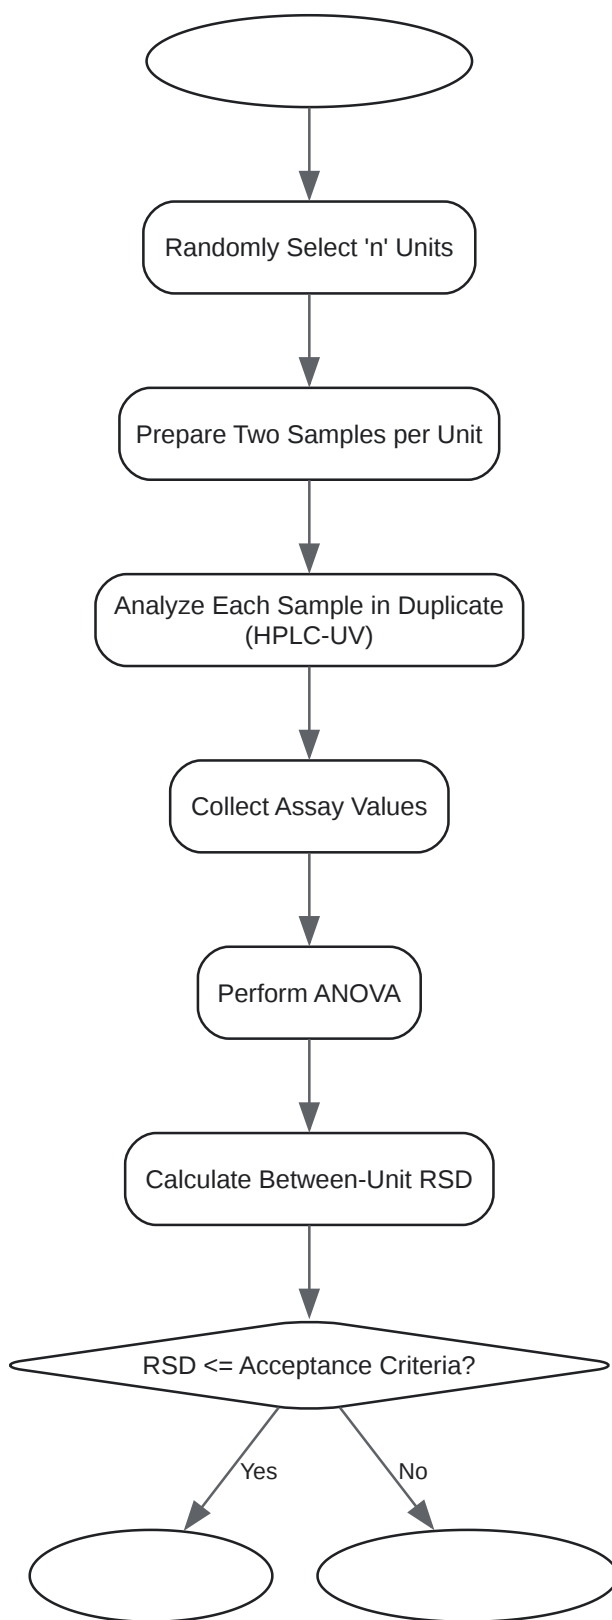 Randomly Select 'n' Units
Prepare Two Samples per Unit
Analyze Each Sample in Duplicate
(HPLC-UV)
Collect Assay Values
Perform ANOVA
Calculate Between-Unit RSD
RSD <= Acceptance Criteria?
Yes
No